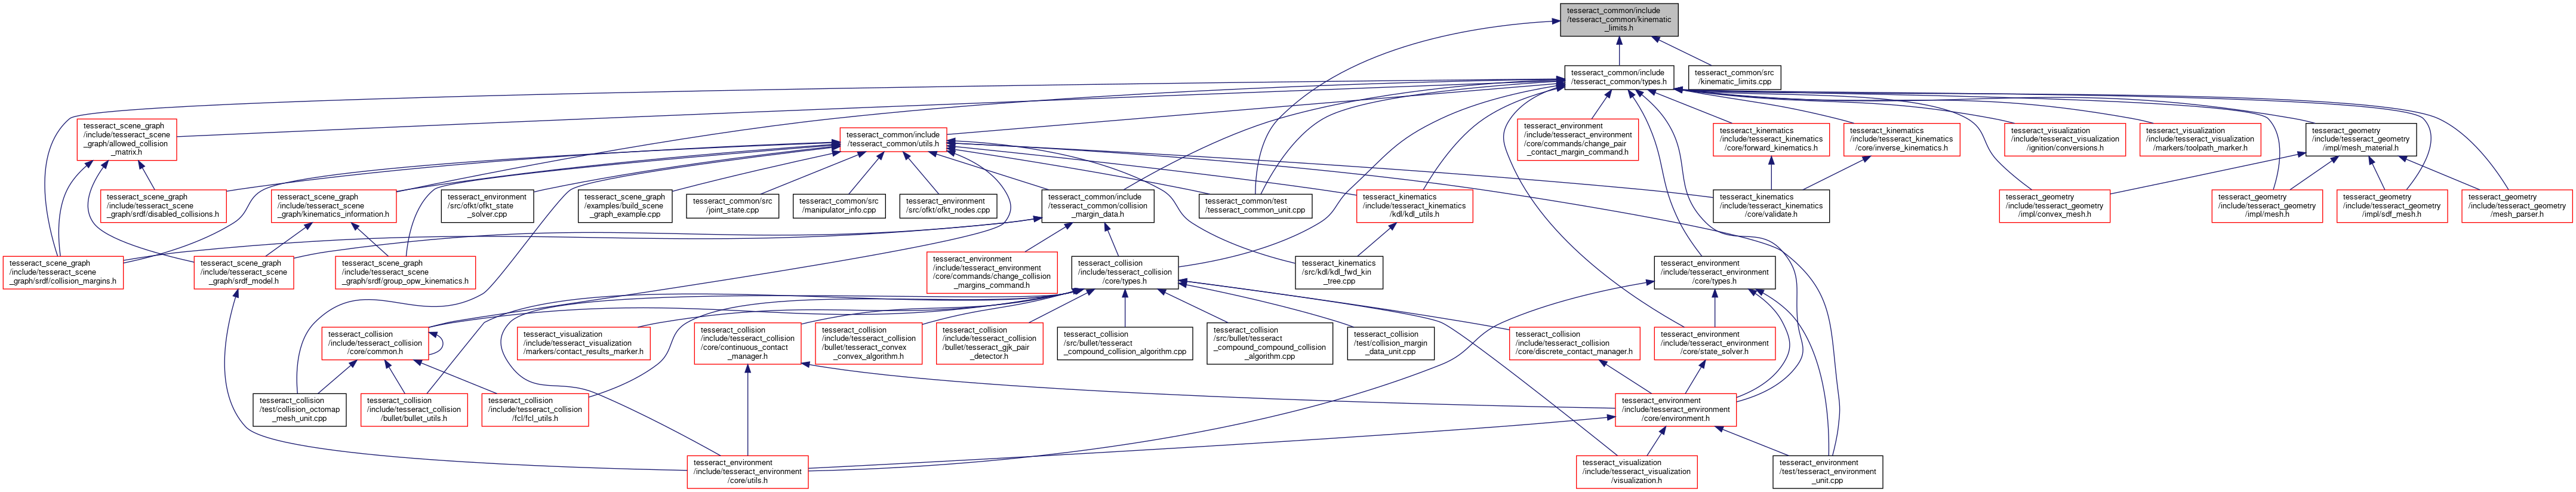 tesseract_common/include
/tesseract_common/kinematic
_limits.h
tesseract_common/include
/tesseract_common/types.h
tesseract_common/src
/kinematic_limits.cpp
tesseract_scene_graph
/include/tesseract_scene
_graph/allowed_collision
_matrix.h
tesseract_common/include
/tesseract_common/utils.h
tesseract_environment
/include/tesseract_environment
/core/commands/change_pair
_contact_margin_command.h
tesseract_kinematics
/include/tesseract_kinematics
/core/forward_kinematics.h
tesseract_kinematics
/include/tesseract_kinematics
/core/inverse_kinematics.h
tesseract_visualization
/include/tesseract_visualization
/ignition/conversions.h
tesseract_visualization
/include/tesseract_visualization
/markers/toolpath_marker.h
tesseract_geometry
/include/tesseract_geometry
/impl/mesh_material.h
tesseract_scene_graph
/include/tesseract_scene
_graph/srdf/disabled_collisions.h
tesseract_scene_graph
/include/tesseract_scene
_graph/kinematics_information.h
tesseract_environment
/src/ofkt/ofkt_state
_solver.cpp
tesseract_scene_graph
/examples/build_scene
_graph_example.cpp
tesseract_common/src
/joint_state.cpp
tesseract_common/src
/manipulator_info.cpp
tesseract_environment
/src/ofkt/ofkt_nodes.cpp
tesseract_common/include
/tesseract_common/collision
_margin_data.h
tesseract_common/test
/tesseract_common_unit.cpp
tesseract_kinematics
/include/tesseract_kinematics
/kdl/kdl_utils.h
tesseract_kinematics
/include/tesseract_kinematics
/core/validate.h
tesseract_geometry
/include/tesseract_geometry
/impl/convex_mesh.h
tesseract_geometry
/include/tesseract_geometry
/impl/mesh.h
tesseract_geometry
/include/tesseract_geometry
/impl/sdf_mesh.h
tesseract_geometry
/include/tesseract_geometry
/mesh_parser.h
tesseract_scene_graph
/include/tesseract_scene
_graph/srdf/collision_margins.h
tesseract_scene_graph
/include/tesseract_scene
_graph/srdf_model.h
tesseract_scene_graph
/include/tesseract_scene
_graph/srdf/group_opw_kinematics.h
tesseract_environment
/include/tesseract_environment
/core/commands/change_collision
_margins_command.h
tesseract_collision
/include/tesseract_collision
/core/types.h
tesseract_kinematics
/src/kdl/kdl_fwd_kin
_tree.cpp
tesseract_environment
/include/tesseract_environment
/core/types.h
tesseract_collision
/include/tesseract_collision
/core/common.h
tesseract_visualization
/include/tesseract_visualization
/markers/contact_results_marker.h
tesseract_collision
/include/tesseract_collision
/core/continuous_contact
_manager.h
tesseract_collision
/include/tesseract_collision
/bullet/tesseract_convex
_convex_algorithm.h
tesseract_collision
/include/tesseract_collision
/bullet/tesseract_gjk_pair
_detector.h
tesseract_collision
/src/bullet/tesseract
_compound_collision_algorithm.cpp
tesseract_collision
/src/bullet/tesseract
_compound_compound_collision
_algorithm.cpp
tesseract_collision
/test/collision_margin
_data_unit.cpp
tesseract_collision
/include/tesseract_collision
/core/discrete_contact_manager.h
tesseract_environment
/include/tesseract_environment
/core/state_solver.h
tesseract_collision
/test/collision_octomap
_mesh_unit.cpp
tesseract_collision
/include/tesseract_collision
/bullet/bullet_utils.h
tesseract_collision
/include/tesseract_collision
/fcl/fcl_utils.h
tesseract_environment
/include/tesseract_environment
/core/environment.h
tesseract_environment
/include/tesseract_environment
/core/utils.h
tesseract_visualization
/include/tesseract_visualization
/visualization.h
tesseract_environment
/test/tesseract_environment
_unit.cpp